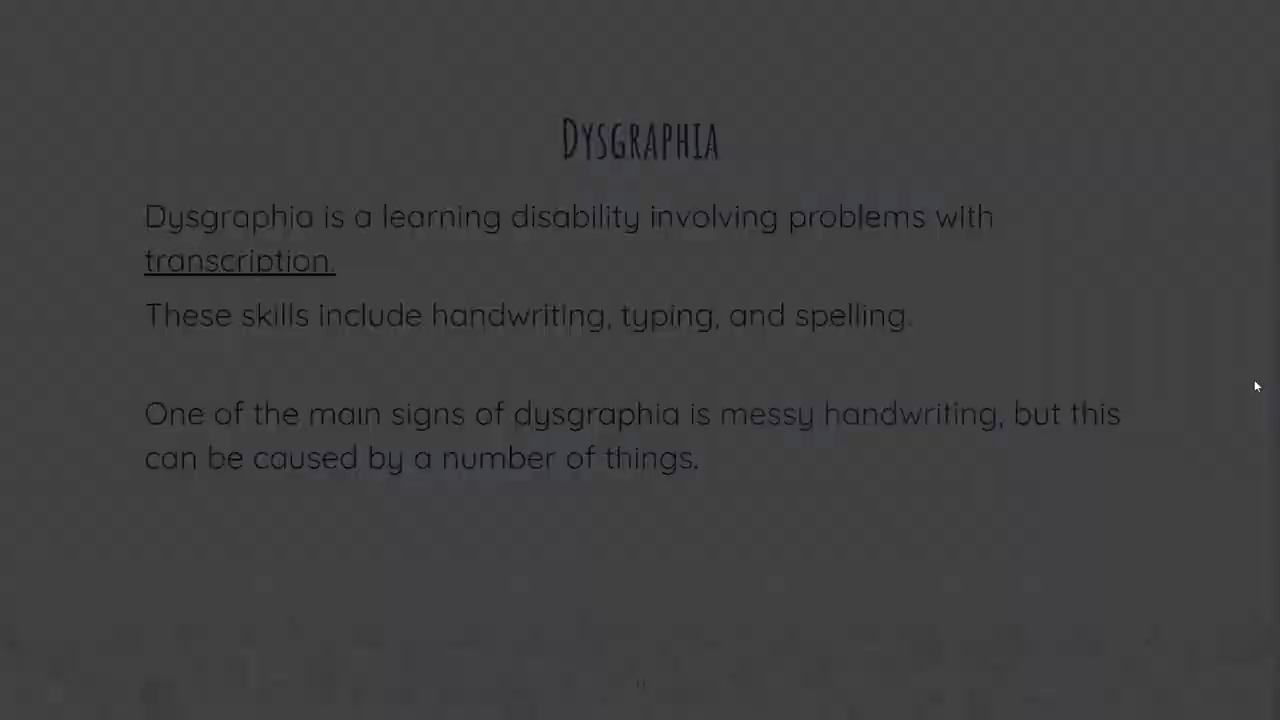 Dysgraphia
Dysgraphia is a learning disability involving problems with
transcription.
These skills include handwriting, typing, and spelling.
One of the main signs of dysgraphia is messy handwriting, but this
can be caused by a number of things.